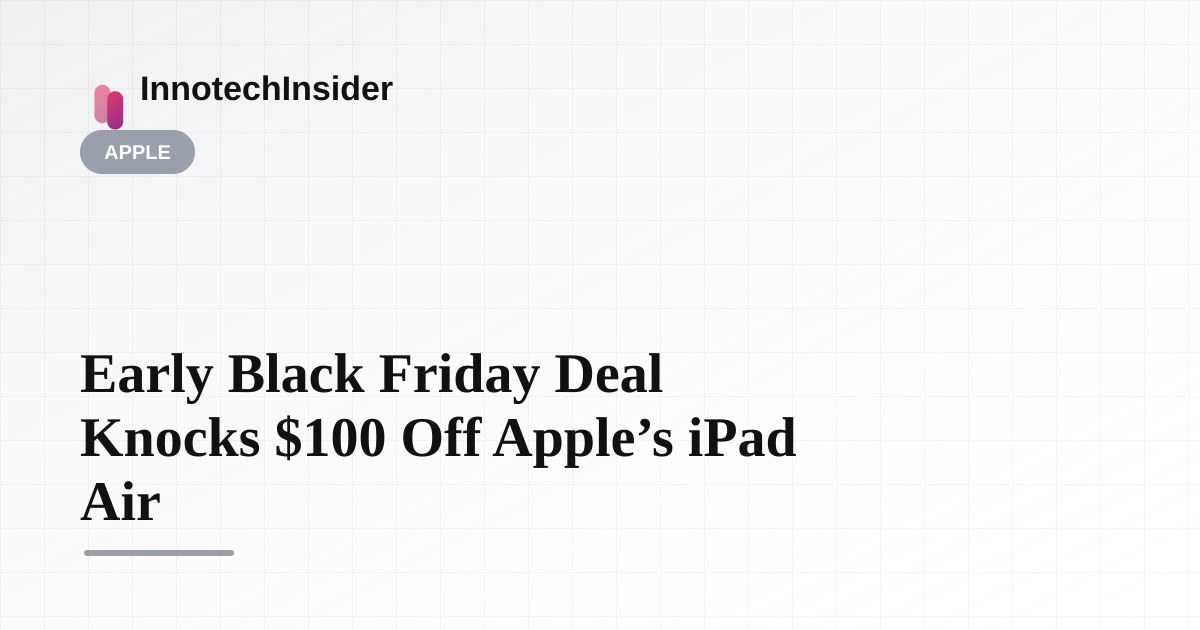 InnotechInsider
APPLE
Early Black Friday Deal
Knocks $100 Off Apple’s iPad
Air